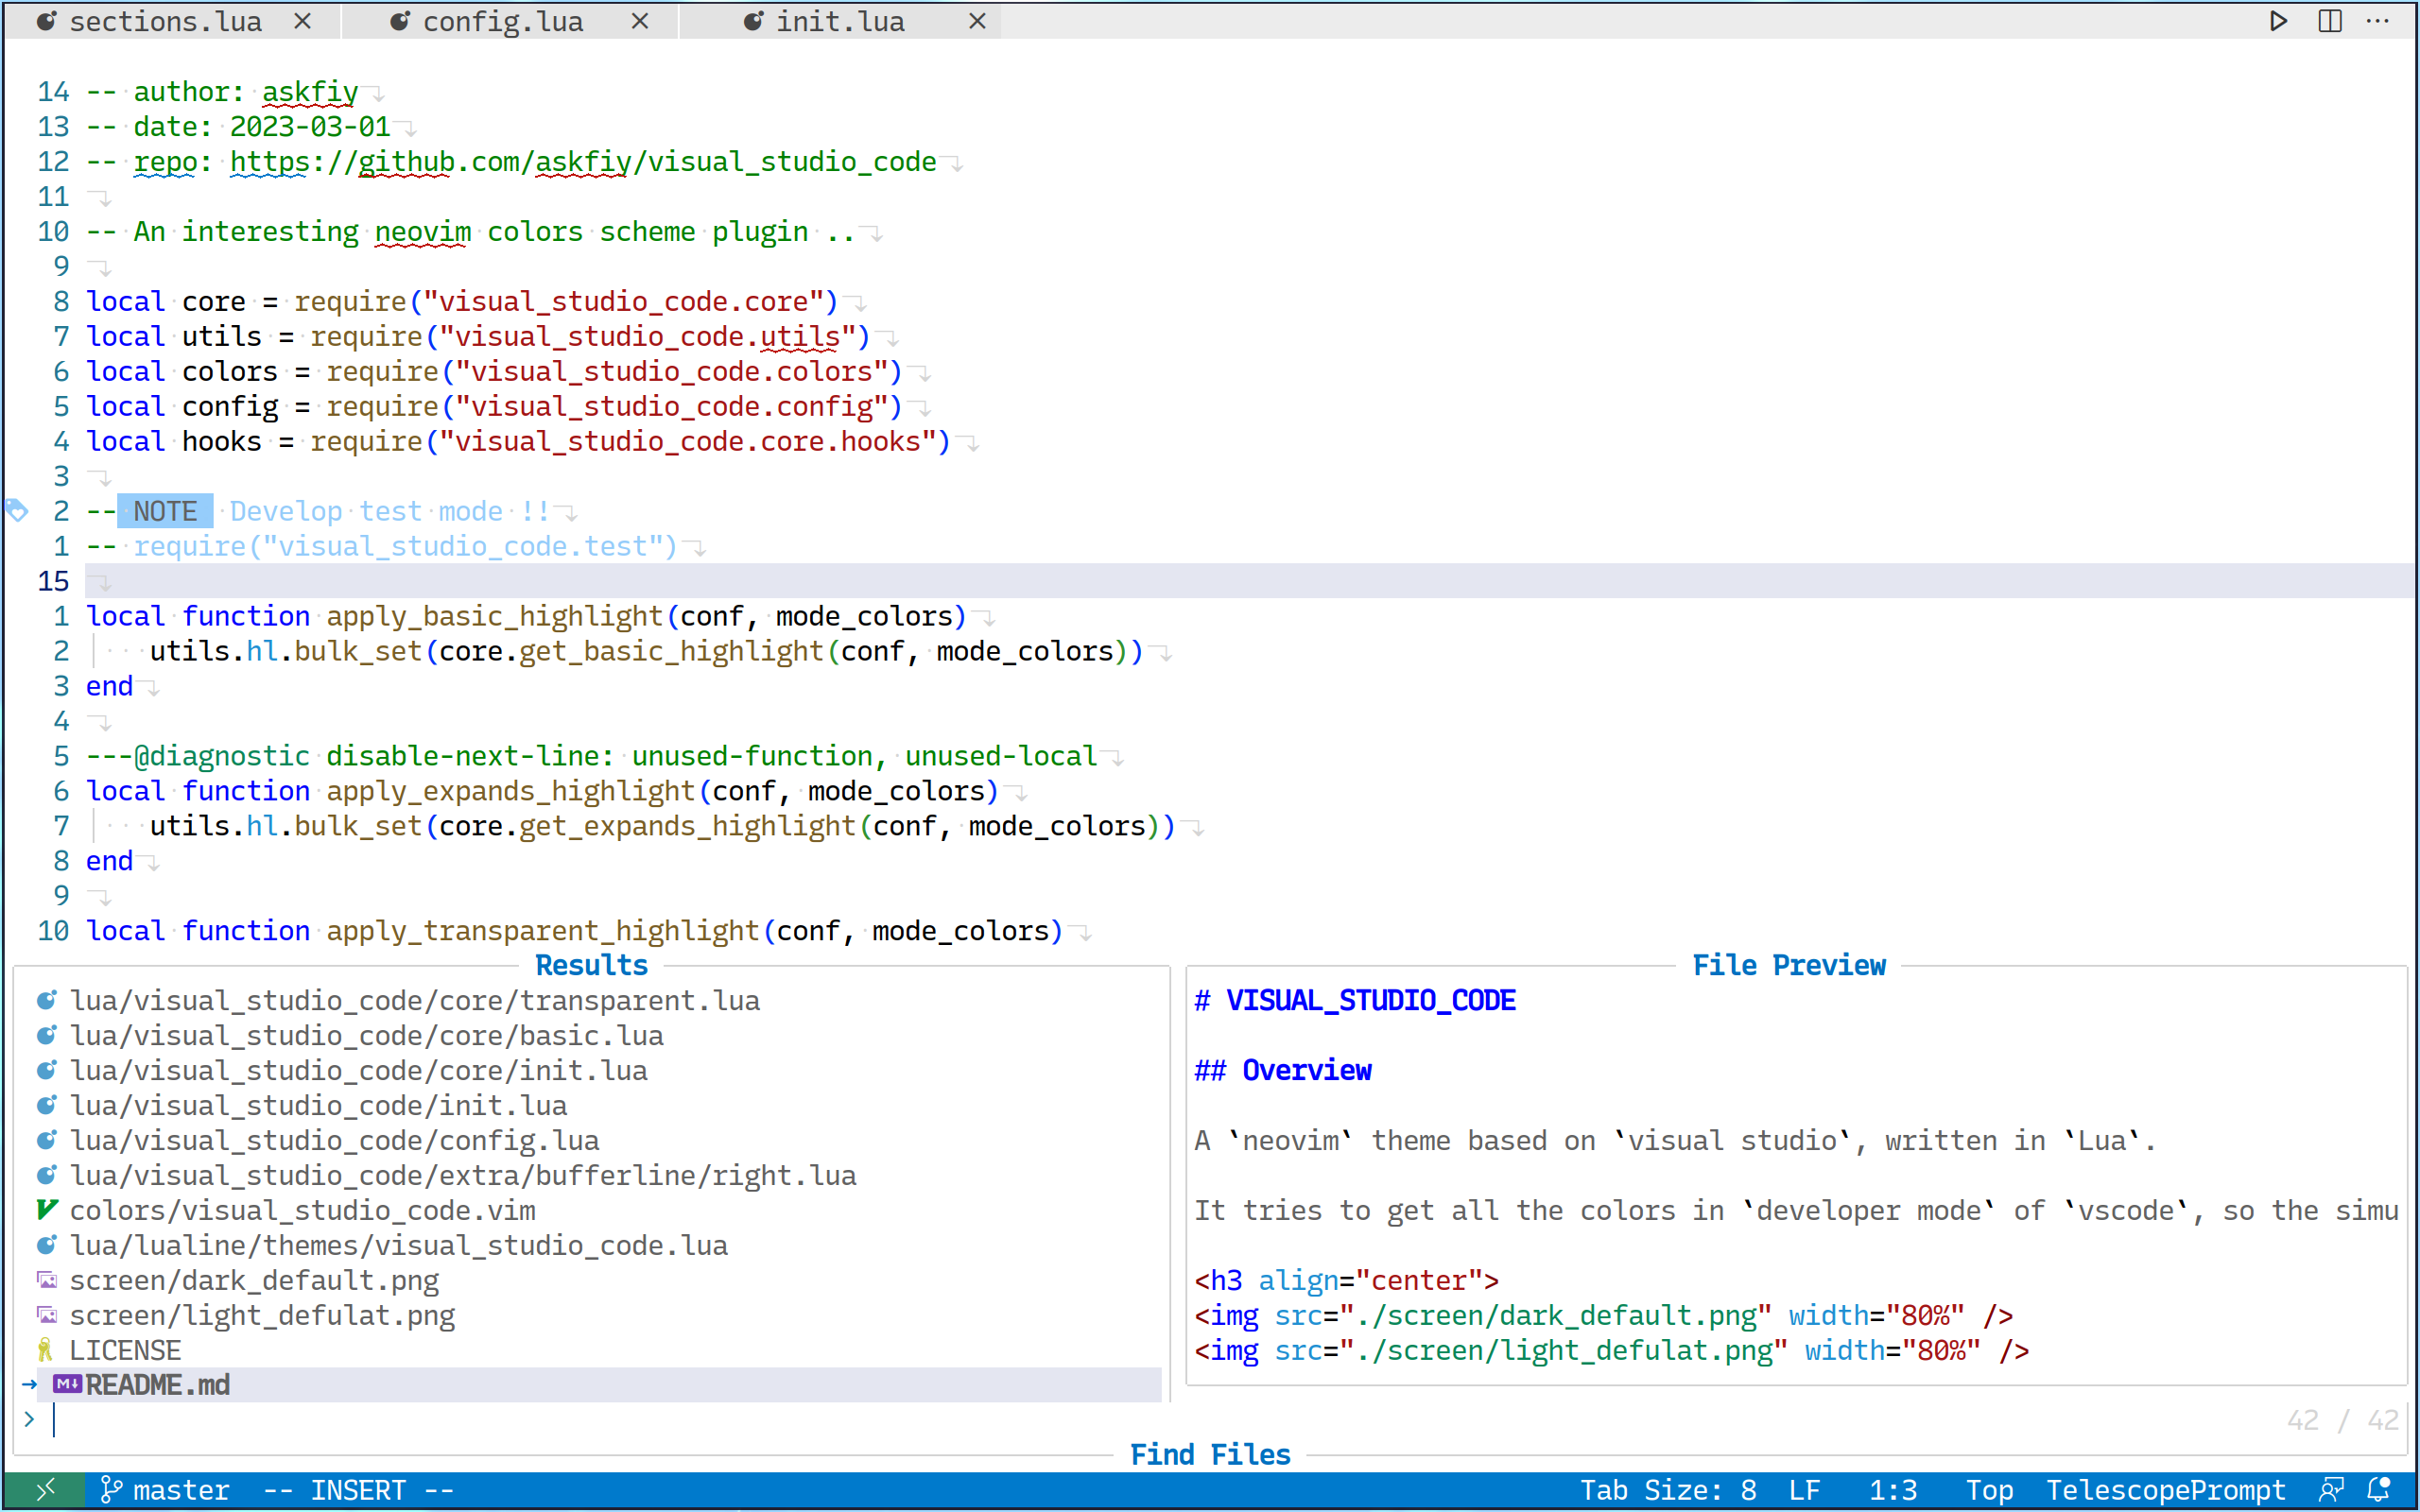 sections.lua × config.lua × init.lua ×
14 -- author: askfiy
13 -- date: 2023-03-01
12 -- repo: https://github.com/askfiy/visual_studio_code
11
10 -- An interesting neovim colors scheme plugin ..
9
8 local core = require("visual_studio_code.core")
7 local utils = require("visual_studio_code.utils")
6 local colors = require("visual_studio_code.colors")
5 local config = require("visual_studio_code.config")
4 local hooks = require("visual_studio_code.core.hooks")
3
2 -- NOTE Develop test mode !!
1 -- require("visual_studio_code.test")
15
1 local function apply_basic_highlight(conf, mode_colors)
2 utils.hl.bulk_set(core.get_basic_highlight(conf, mode_colors))
3 end
4
5 ---@diagnostic disable-next-line: unused-function, unused-local
6 local function apply_expands_highlight(conf, mode_colors)
7 utils.hl.bulk_set(core.get_expands_highlight(conf, mode_colors))
8 end
9
10 local function apply_transparent_highlight(conf, mode_colors)
Results
lua/visual_studio_code/core/transparent.lua
lua/visual_studio_code/core/basic.lua
lua/visual_studio_code/core/init.lua
lua/visual_studio_code/init.lua
lua/visual_studio_code/config.lua
lua/visual_studio_code/extra/bufferline/right.lua
colors/visual_studio_code.vim
lua/lualine/themes/visual_studio_code.lua
screen/dark_default.png
screen/light_defulat.png
LICENSE
README.md
>
File Preview
# VISUAL_STUDIO_CODE
## Overview
A `neovim` theme based on `visual studio`, written in `Lua`.
It tries to get all the colors in `developer mode` of `vscode`, so the simu
<h3 align="center">
<img src="./screen/dark_default.png" width="80%" />
<img src="./screen/light_defulat.png" width="80%" />
42 / 42
Find Files
master -- INSERT -- Tab Size: 8 LF 1:3 Top TelescopePrompt